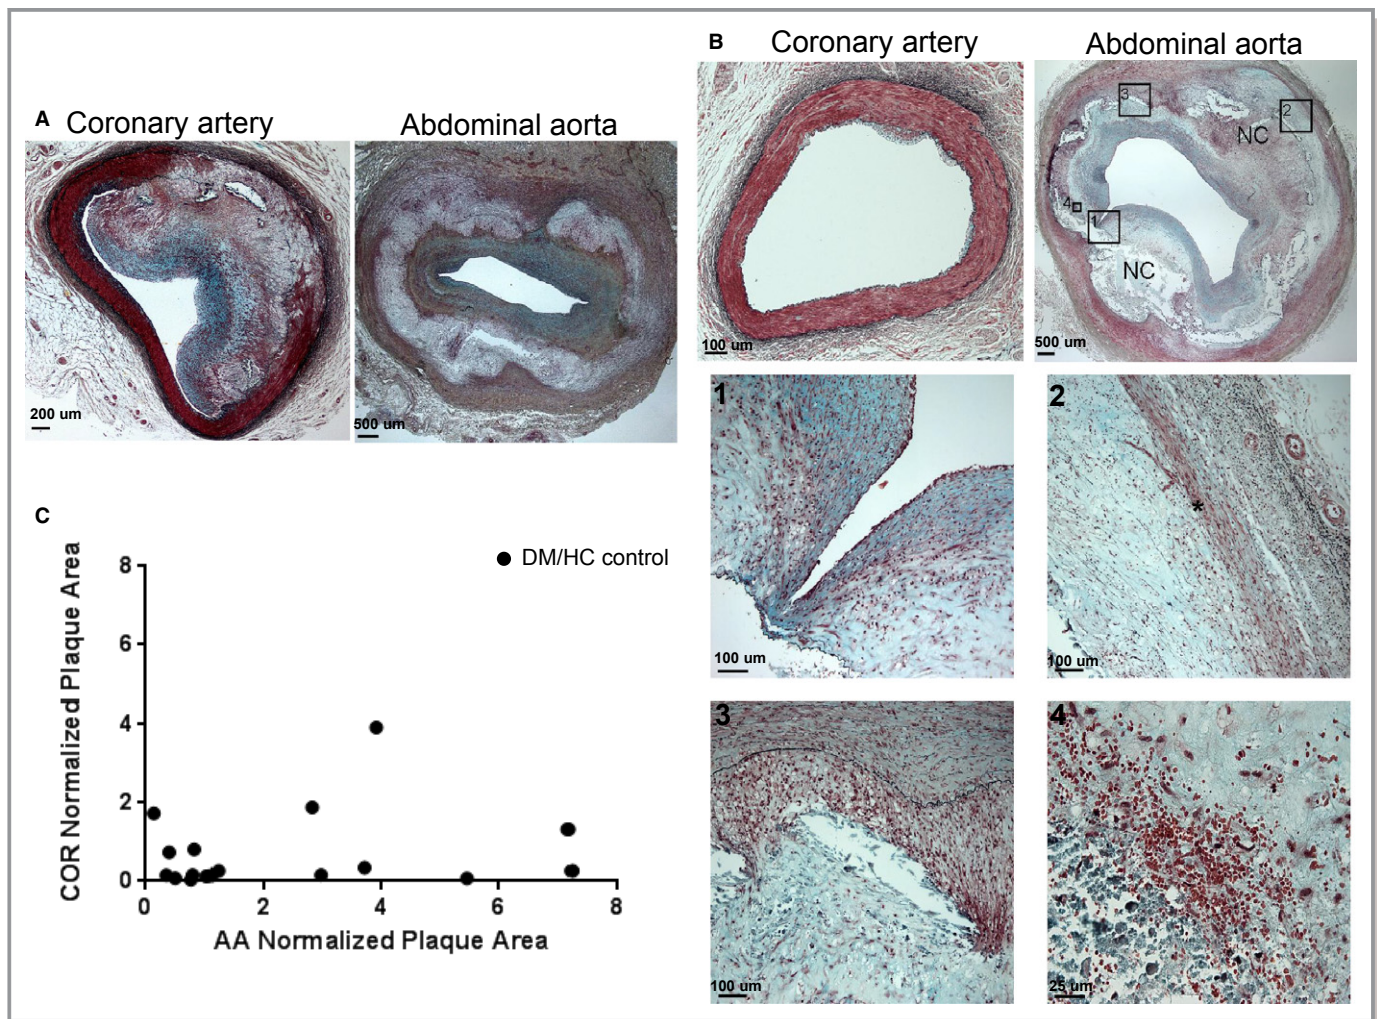 A
Coronary artery
Abdominal aorta
200 um
500 um
B
Coronary artery
Abdominal aorta
100 um
3
2
NC
4
1
NC
500 um
1
100 um
2
*
100 um
3
100 um
4
25 um
C
DM/HC control
COR Normalized Plaque Area
8
6
4
2
0
0 2 4 6 8
AA Normalized Plaque Area